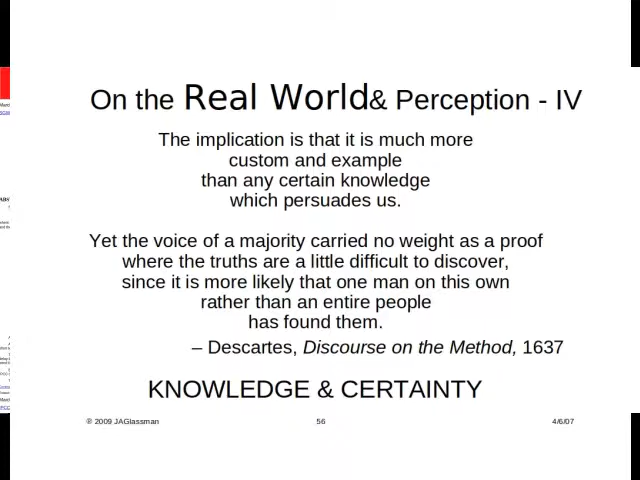 On the Real World& Perception - IV
The implication is that it is much more
custom and example
than any certain knowledge
which persuades us.
Yet the voice of a majority carried no weight as a proof
where the truths are a little difficult to discover,
since it is more likely that one man on this own
rather than an entire people
has found them.
– Descartes, Discourse on the Method, 1637
KNOWLEDGE & CERTAINTY
© 2009 JAGlassman 56 4/6/07